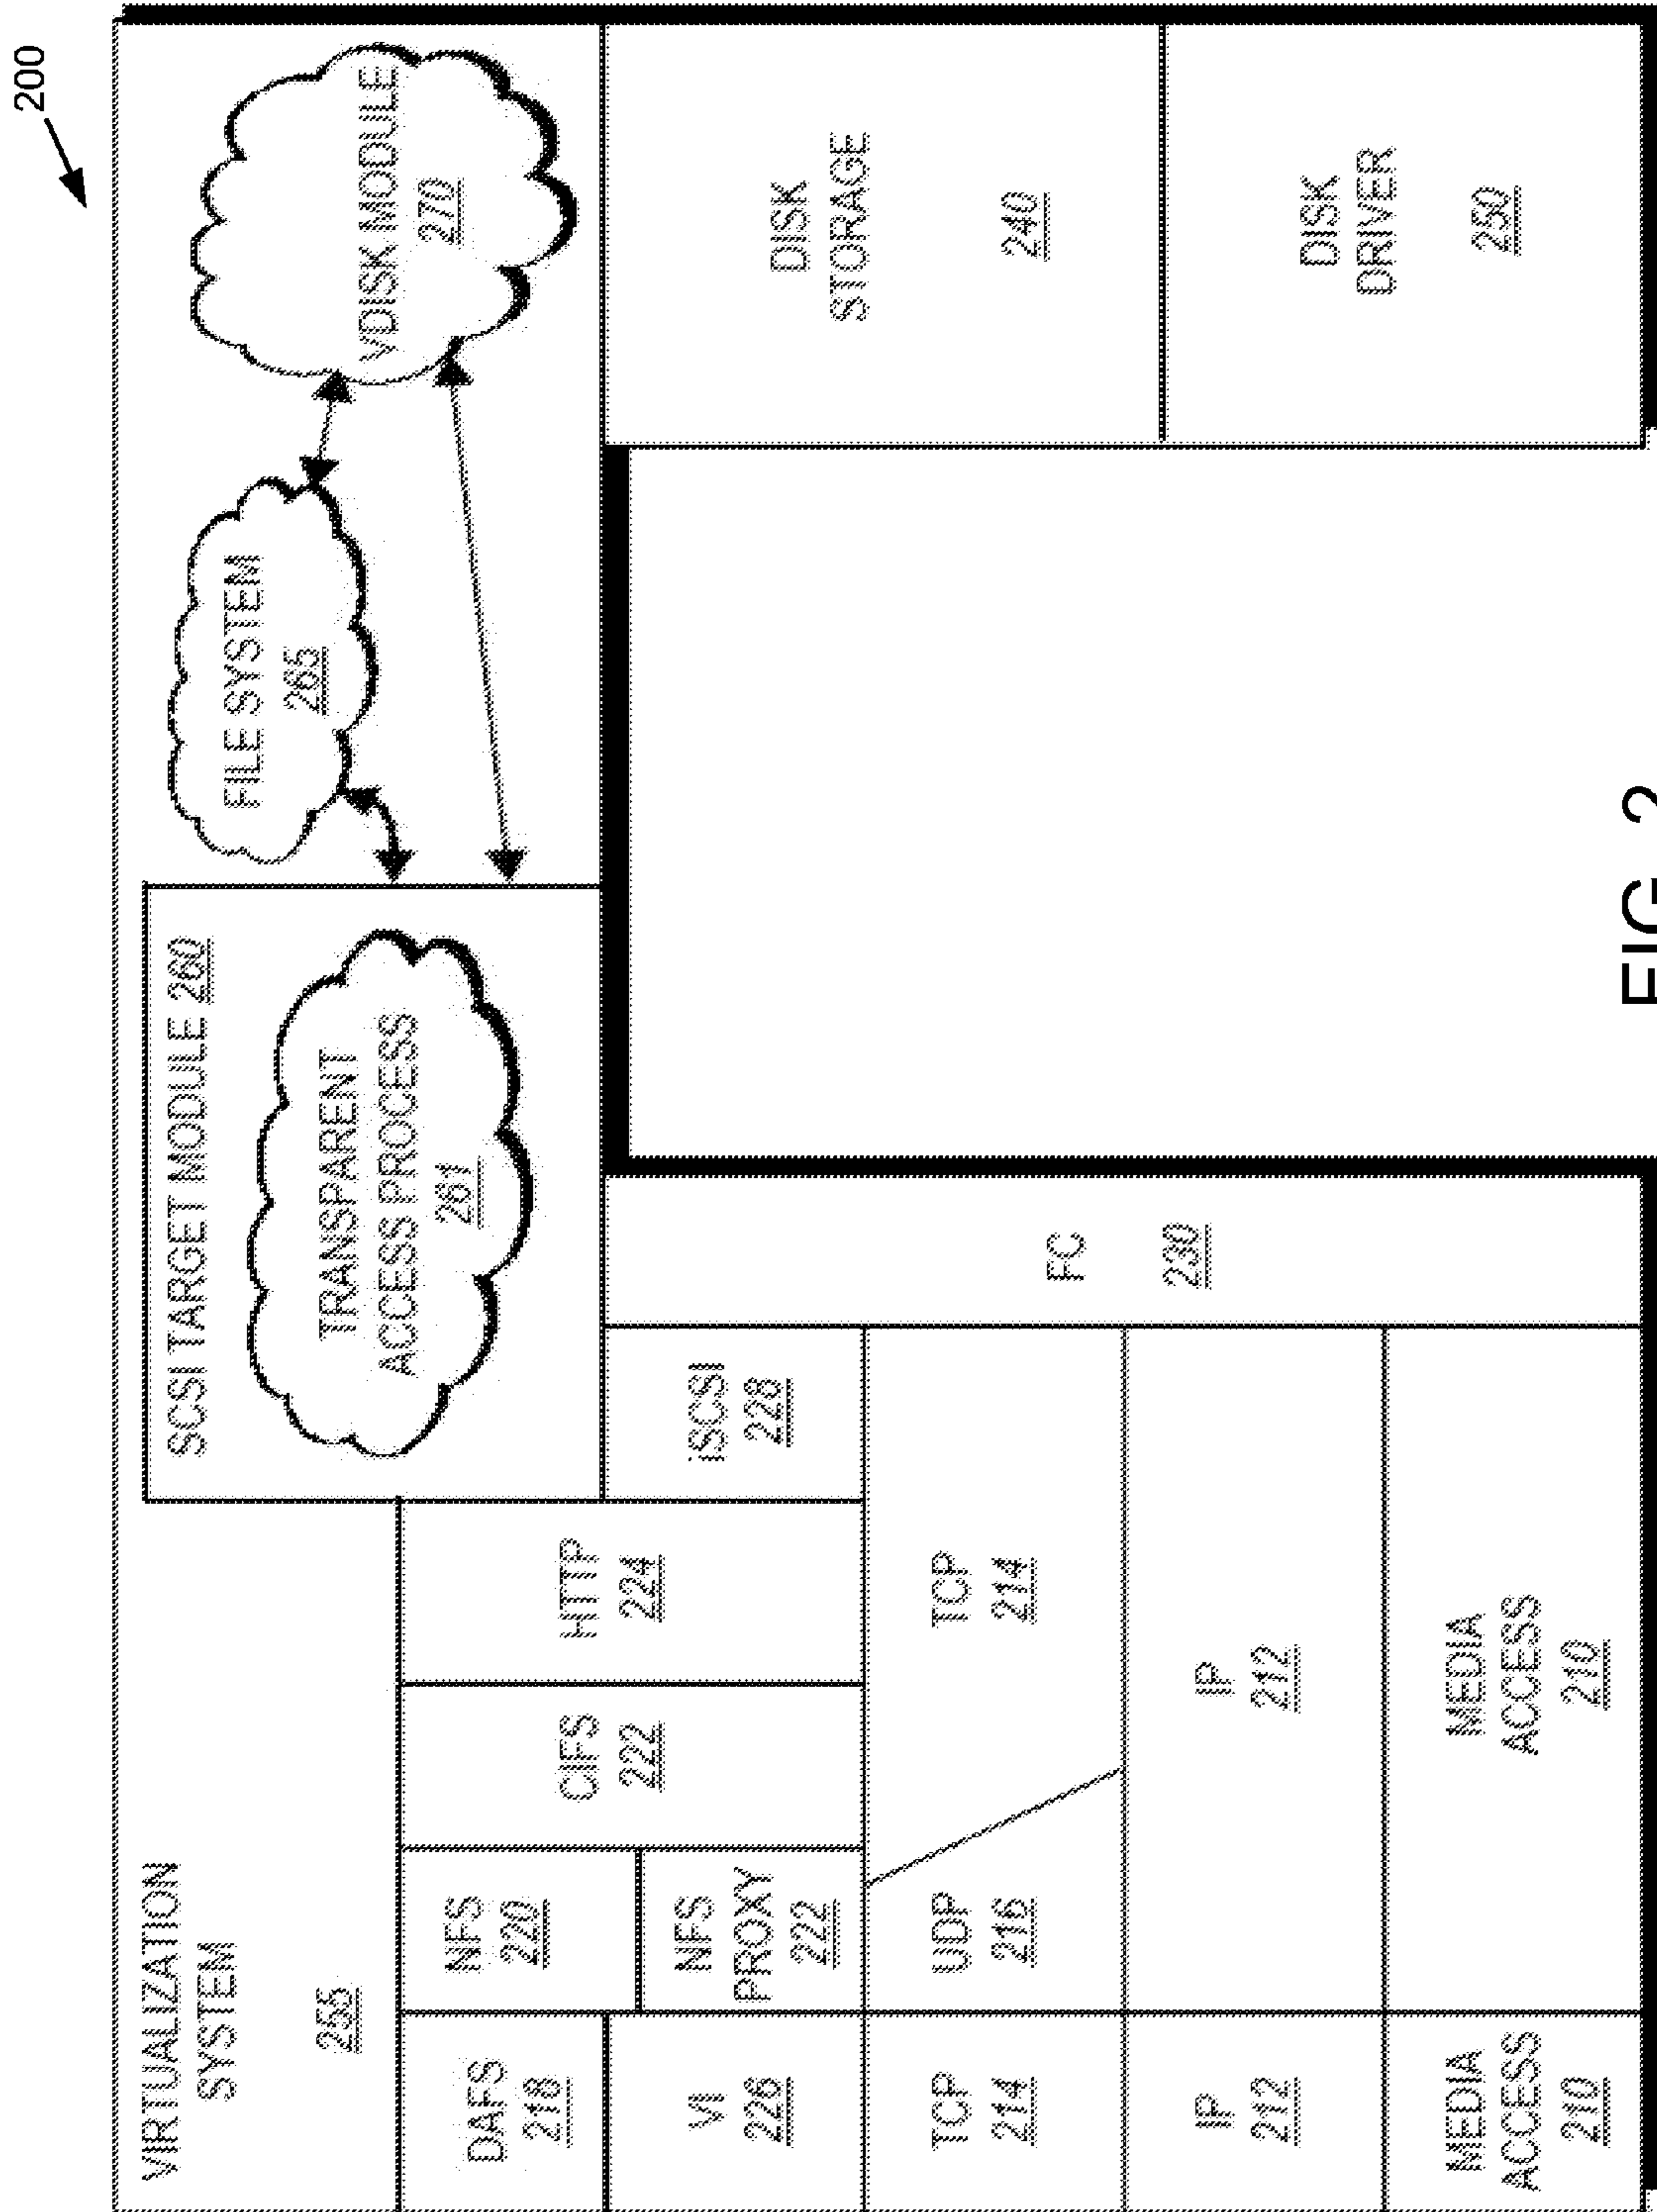 200
VIRTUALIZATION
SYSTEM
255
SCSI TARGET MODULE 260
TRANSPARENT
ACCESS PROCESS
261
FILE SYSTEM
265
VDISK MODULE
270
DAFS
218
NFS
220
CIFS
222
HTTP
224
VI
226
NFS
PROXY
222
iSCSI
228
TCP
214
UDP
216
TCP
214
FC
230
IP
212
IP
212
MEDIA
ACCESS
210
MEDIA
ACCESS
210
DISK
STORAGE
240
DISK
DRIVER
250
FIG. 2